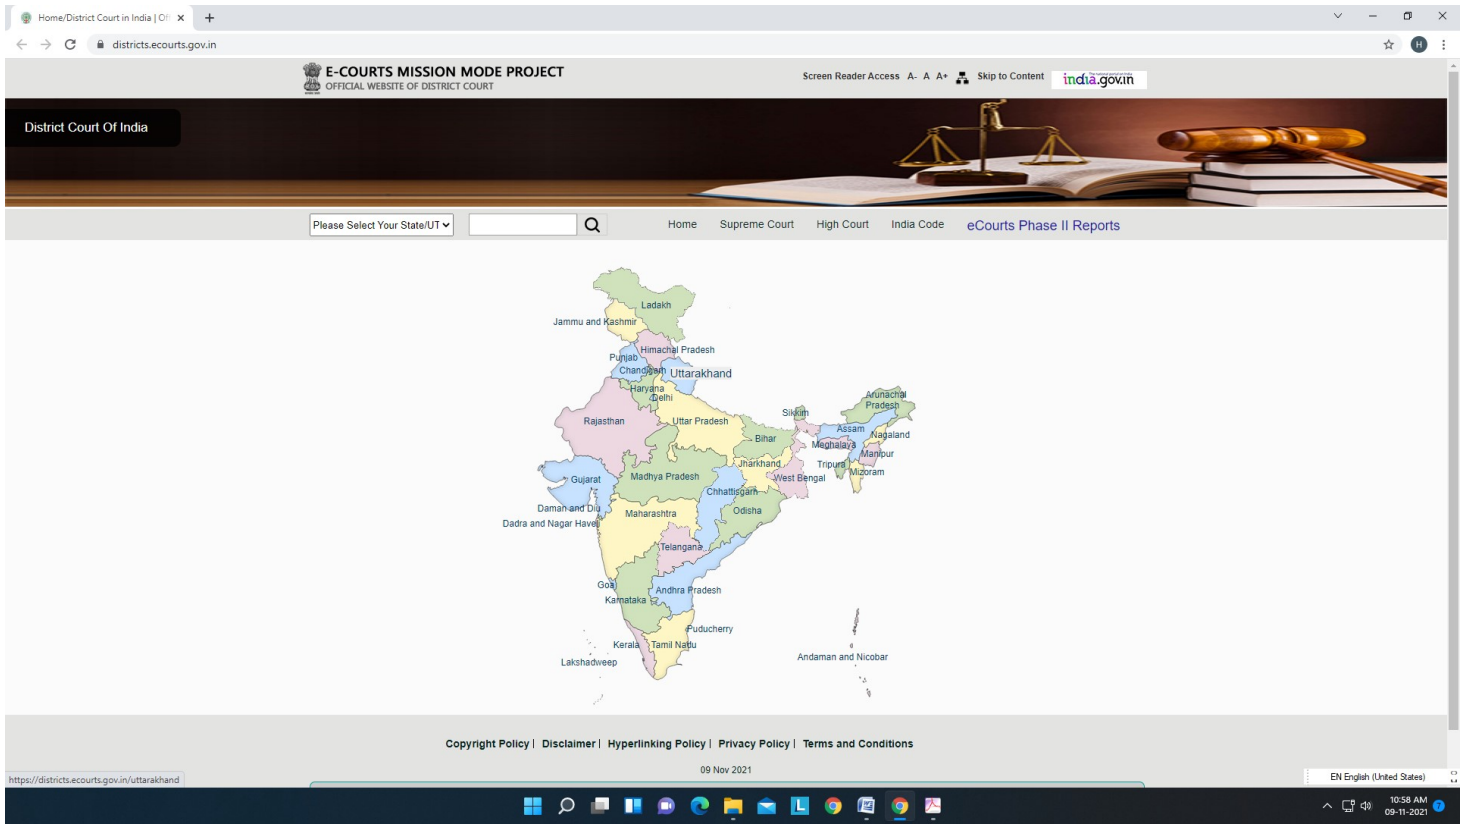 Home/District Court in India | Of
districts.ecourts.gov.in
H
E-COURTS MISSION MODE PROJECT
OFFICIAL WEBSITE OF DISTRICT COURT
Screen Reader Access A- A A+ Skip to Content
india.gov.in
District Court Of India
Please Select Your State/UT
Home Supreme Court High Court India Code eCourts Phase II Reports
Ladakh
Jammu and Kashmir
Himachal Pradesh
Punjab
Chandigarh
Uttarakhand
Haryana
Delhi
Arunachal
Pradesh
Sikkim
Rajasthan
Uttar Pradesh
Assam
Nagaland
Bihar
Meghalaya
Manipur
Jharkhand
Tripura
Mizoram
Gujarat
Madhya Pradesh
West Bengal
Chhattisgarh
Daman and Diu
Maharashtra
Odisha
Dadra and Nagar Haveli
Telangana
Goa
Andhra Pradesh
Karnataka
Puducherry
Kerala
Tamil Nadu
Andaman and Nicobar
Lakshadweep
Copyright Policy | Disclaimer | Hyperlinking Policy | Privacy Policy | Terms and Conditions
09 Nov 2021
https://districts.ecourts.gov.in/uttarakhand
EN English (United States)
L
10:58 AM
09-11-2021
7